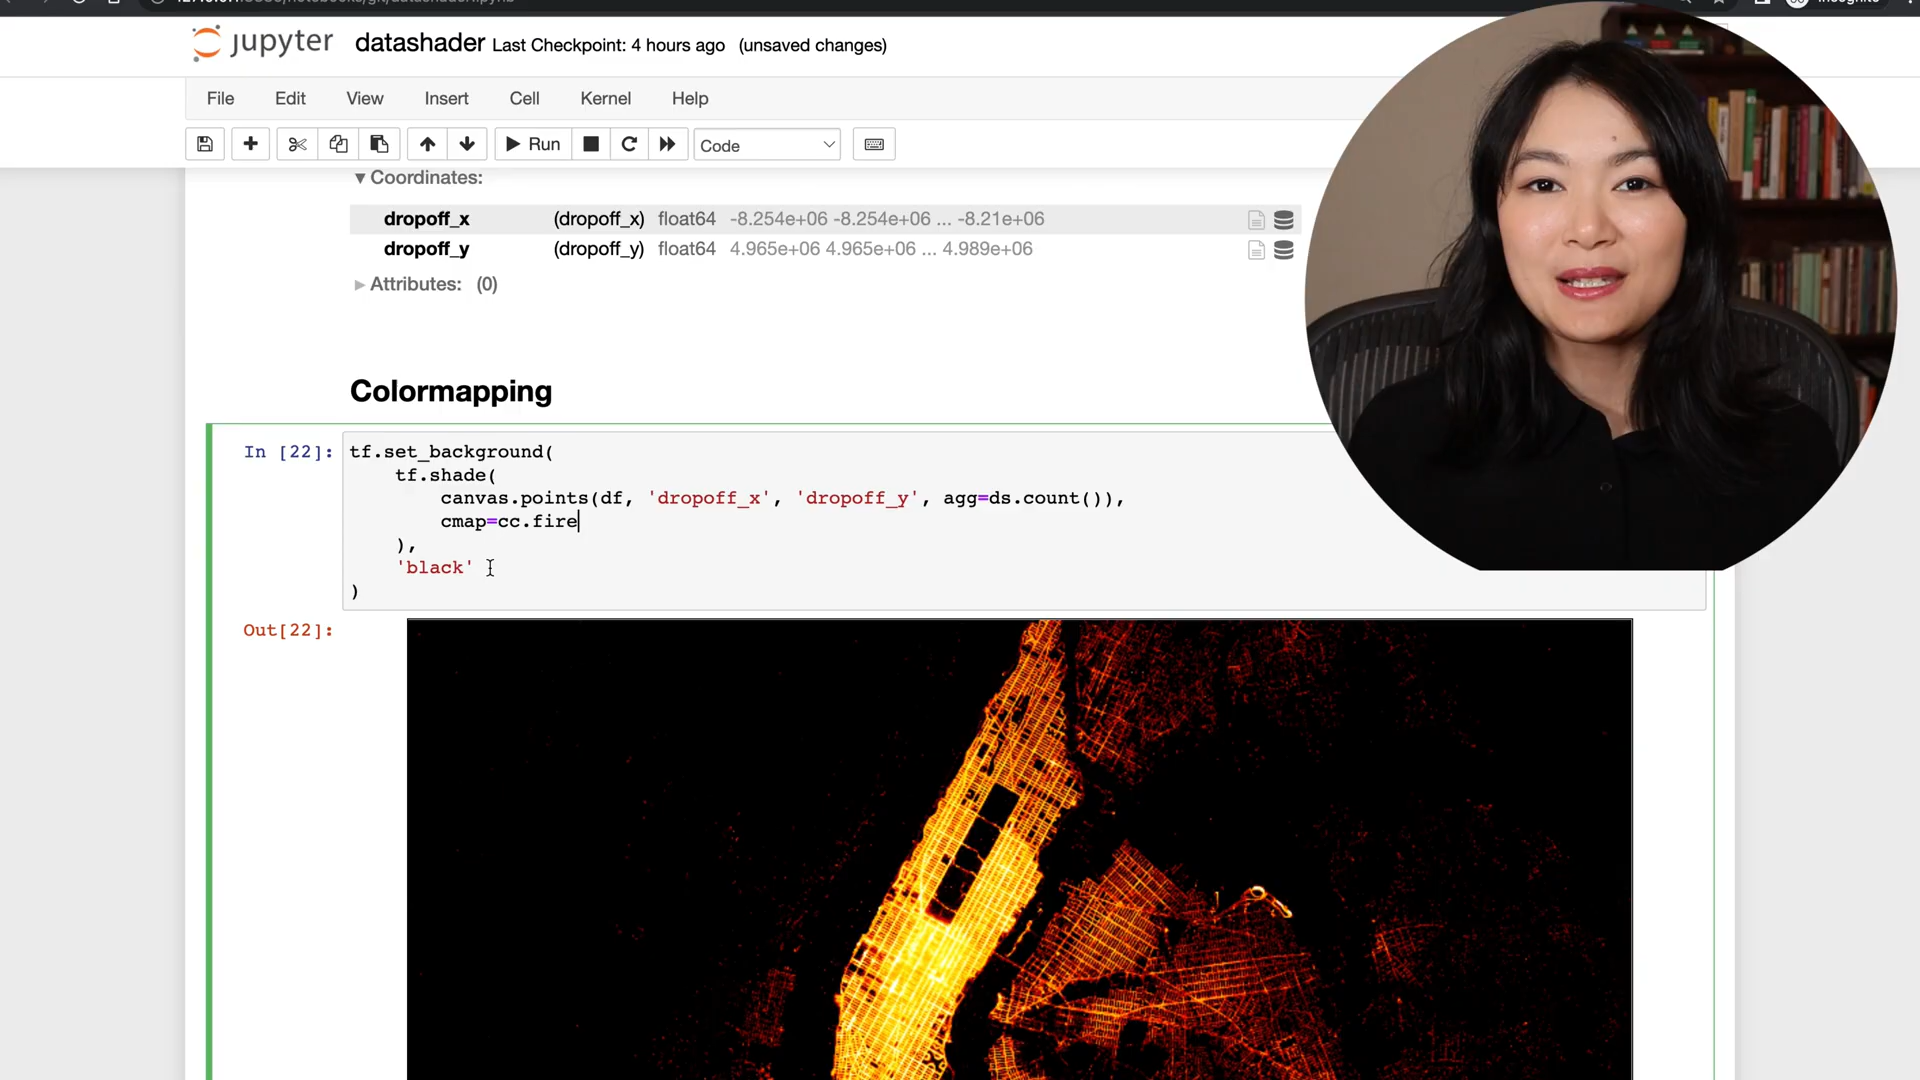 jupyter datashader Last Checkpoint: 4 hours ago (unsaved changes)
File Edit View Insert Cell Kernel Help
Run Code
▼ Coordinates:
dropoff_x (dropoff_x) float64 -8.254e+06 -8.254e+06 ... -8.21e+06
dropoff_y (dropoff_y) float64 4.965e+06 4.965e+06 ... 4.989e+06
► Attributes: (0)
Colormapping
In [22]: tf.set_background(
tf.shade(
canvas.points(df, 'dropoff_x', 'dropoff_y', agg=ds.count()),
cmap=cc.fire
),
'black'
)
Out[22]: